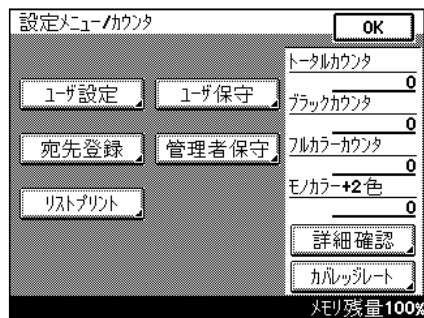 設定ﾒﾆｭｰ/ｶｳﾝﾀ
OK
ﾕｰｻﾞ設定
ﾕｰｻﾞ保守
宛先登録
管理者保守
ﾘｽﾄﾌﾟﾘﾝﾄ
ﾄｰﾀﾙｶｳﾝﾀ
0
ﾌﾞﾗｯｸｶｳﾝﾀ
0
ﾌﾙｶﾗｰｶｳﾝﾀ
0
ﾓﾉｶﾗｰ+2色
0
詳細確認
ｶﾊﾞﾚｯｼﾞﾚｰﾄ
ﾒﾓﾘ残量100%